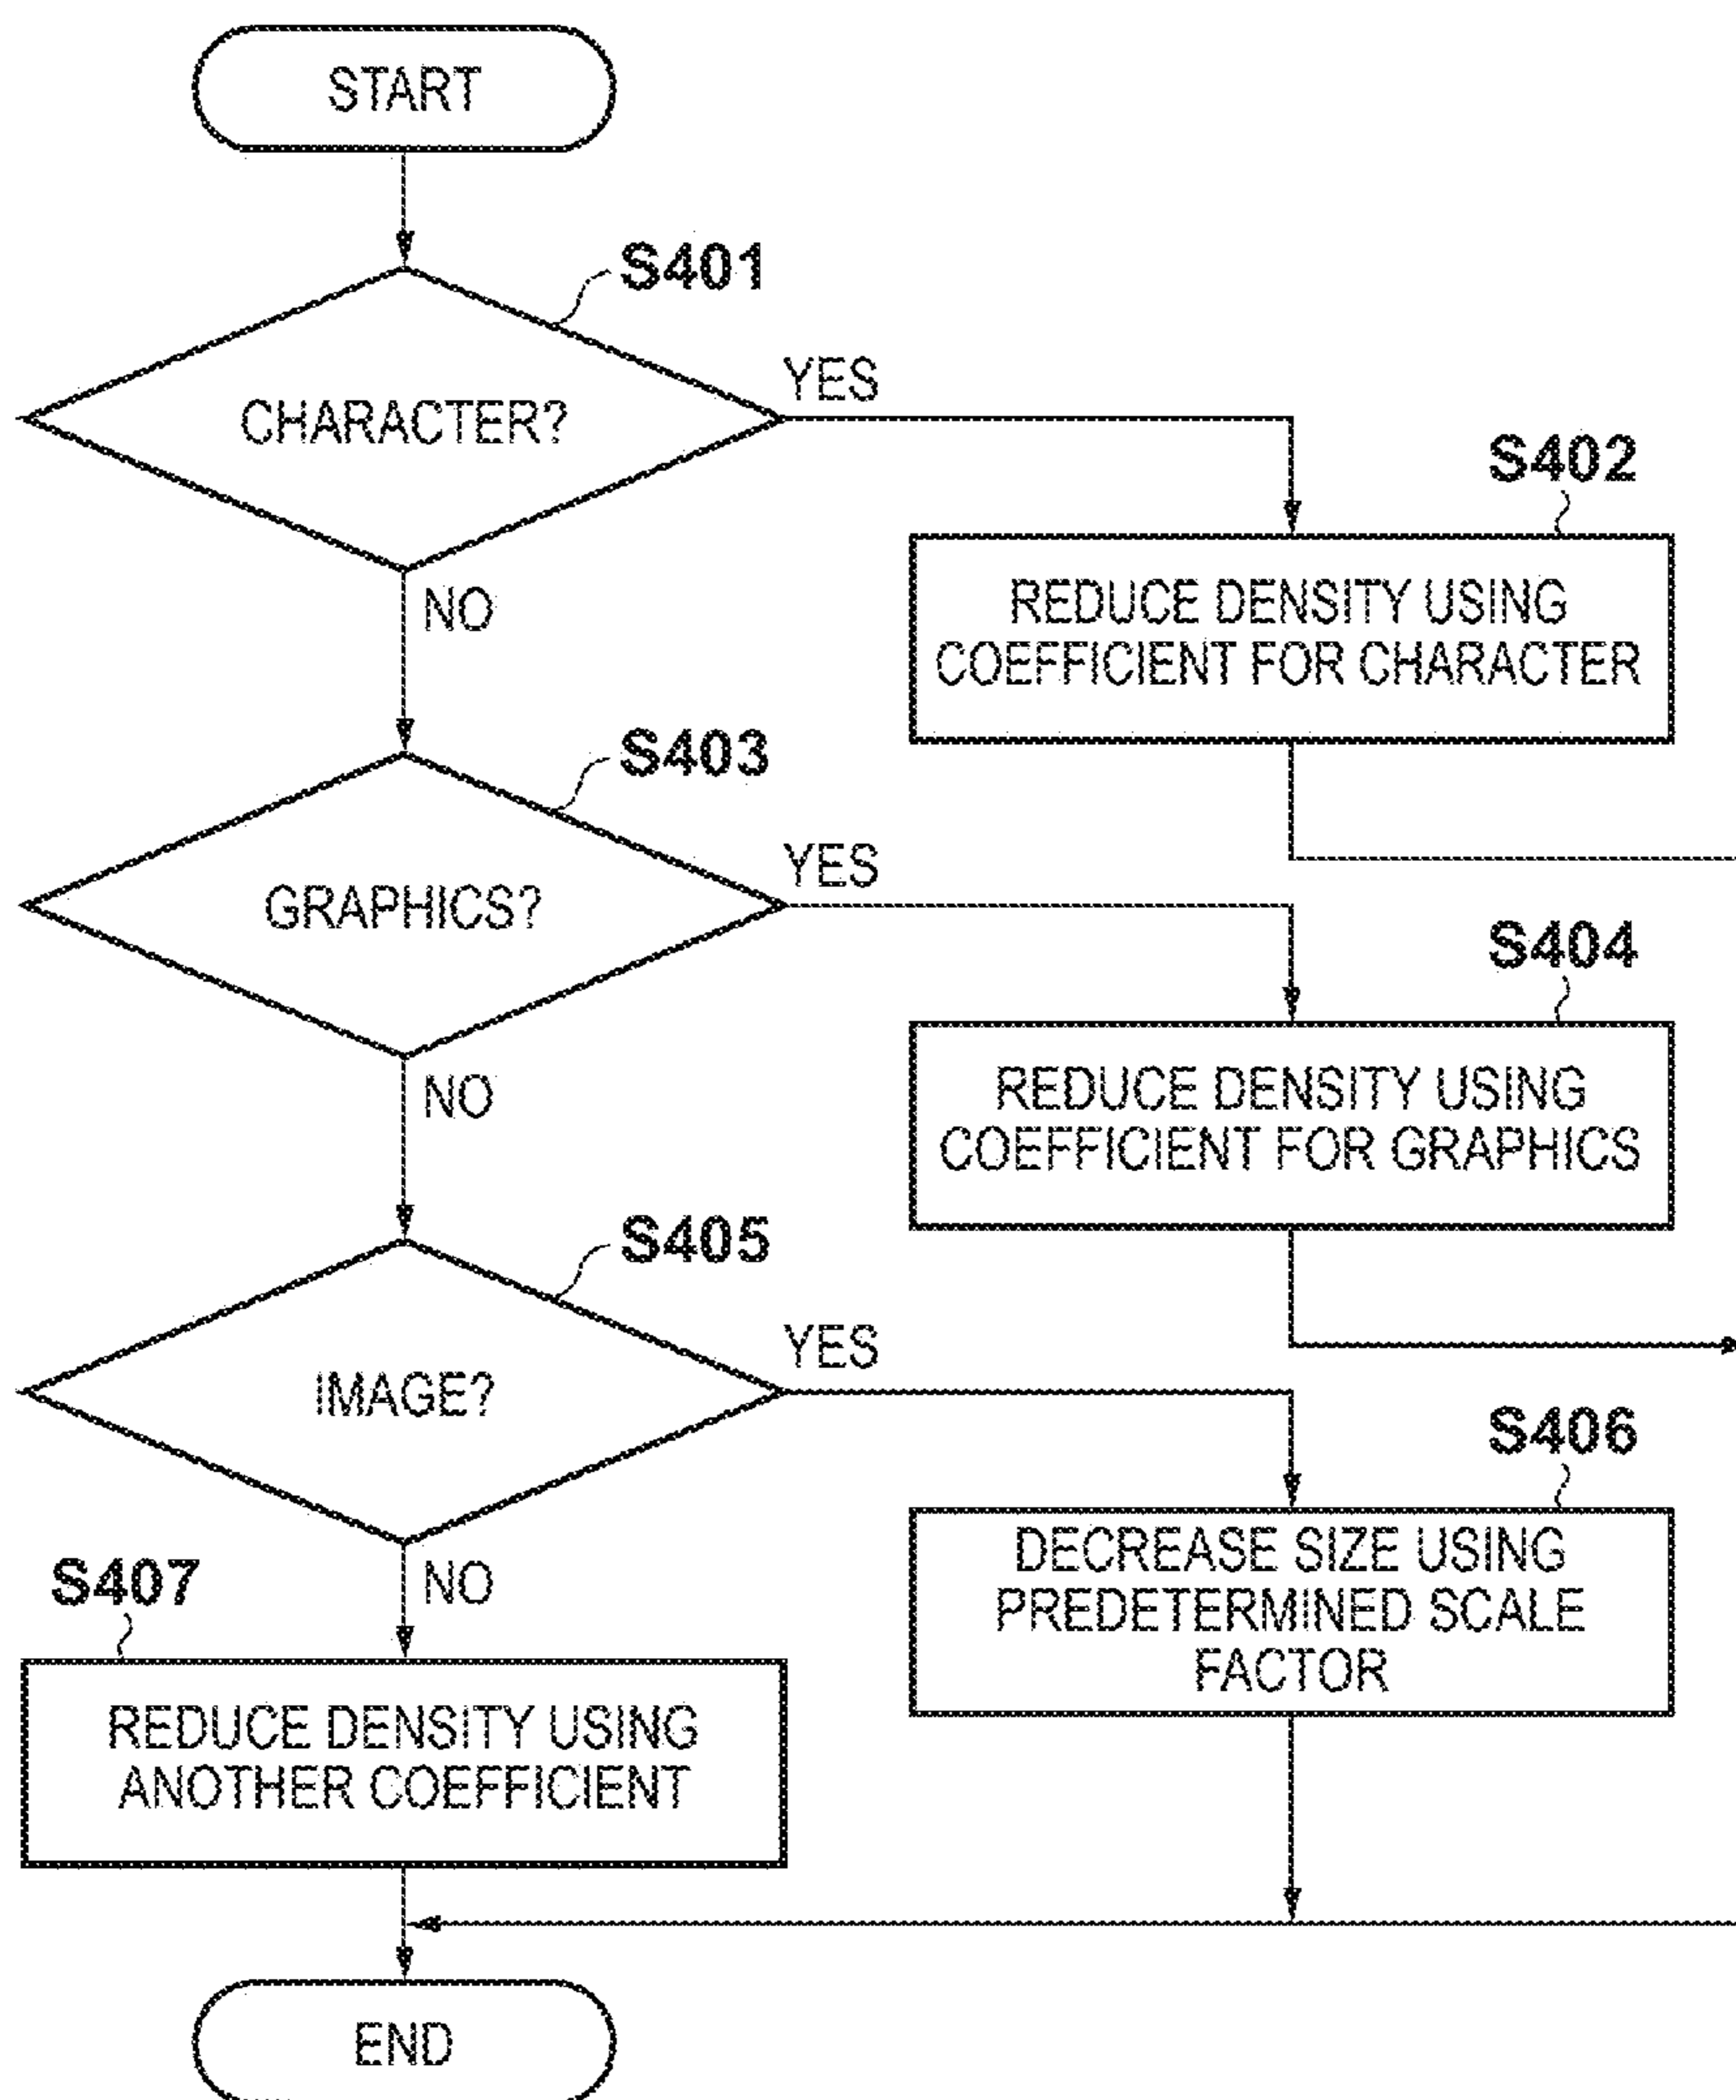 START
S401
CHARACTER?
YES
S402
REDUCE DENSITY USING
COEFFICIENT FOR CHARACTER
NO
S403
GRAPHICS?
YES
S404
REDUCE DENSITY USING
COEFFICIENT FOR GRAPHICS
NO
S405
IMAGE?
YES
S406
DECREASE SIZE USING
PREDETERMINED SCALE
FACTOR
NO
S407
REDUCE DENSITY USING
ANOTHER COEFFICIENT
END